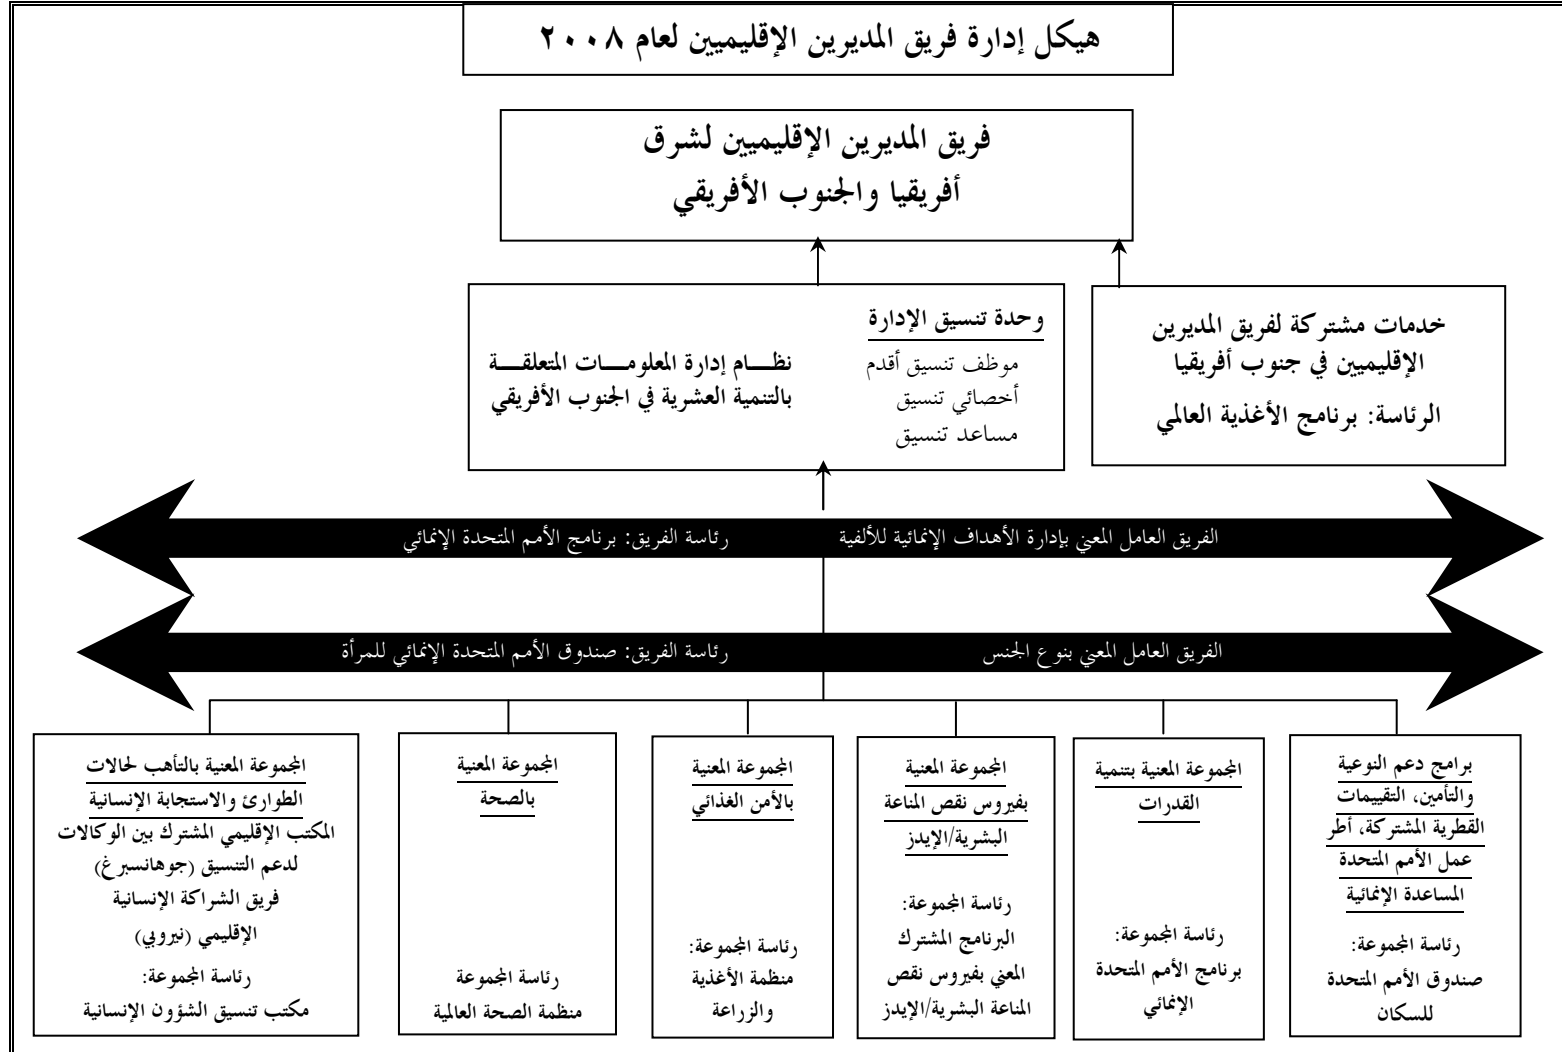 هيكل إدارة فريق المديرين الإقليميين لعام ٢٠٠٨
فريق المديرين الإقليميين لشرق
أفريقيا والجنوب الأفريقي
خدمات مشتركة لفريق المديرين
الإقليميين في جنوب أفريقيا
الرئاسة: برنامج الأغذية العالمي
وحدة تنسيق الإدارة
موظف تنسيق أقدم
أخصائي تنسيق
مساعد تنسيق
نظـــام إدارة المعلومـــات المتعلقـــة
بالتنمية العشرية في الجنوب الأفريقي
الفريق العامل المعني بإدارة الأهداف الإنمائية للألفية رئاسة الفريق: برنامج الأمم المتحدة الإنمائي
الفريق العامل المعني بنوع الجنس رئاسة الفريق: صندوق الأمم المتحدة الإنمائي للمرأة
برامج دعم النوعية
والتأمين، التقييمات
القطرية المشتركة، أطر
عمل الأمم المتحدة
المساعدة الإنمائية
رئاسة المجموعة:
صندوق الأمم المتحدة
للسكان
المجموعة المعنية بتنمية
القدرات
رئاسة المجموعة:
برنامج الأمم المتحدة
الإنمائي
المجموعة المعنية
بفيروس نقص المناعة
البشرية/الإيدز
رئاسة المجموعة:
البرنامج المشترك
المعني بفيروس نقص
المناعة البشرية/الإيدز
المجموعة المعنية
بالأمن الغذائي
رئاسة المجموعة:
منظمة الأغذية
والزراعة
المجموعة المعنية
بالصحة
رئاسة المجموعة
منظمة الصحة العالمية
المجموعة المعنية بالتأهب لحالات
الطوارئ والاستجابة الإنسانية
المكتب الإقليمي المشترك بين الوكالات
لدعم التنسيق (جوهانسبرغ)
فريق الشراكة الإنسانية
الإقليمي (نيروبي)
رئاسة المجموعة:
مكتب تنسيق الشؤون الإنسانية